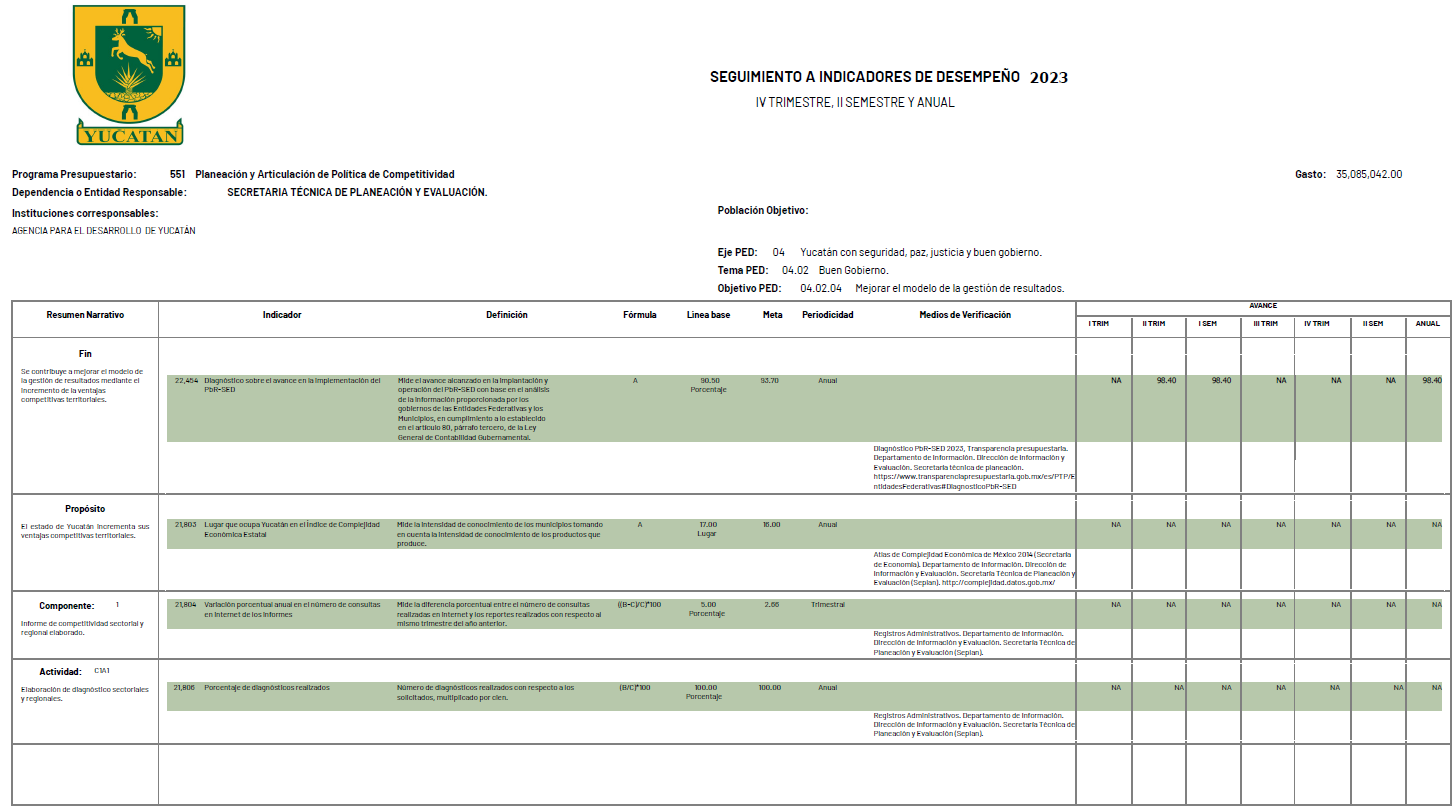 YUCATAN
SEGUIMIENTO A INDICADORES DE DESEMPEÑO 2023
IV TRIMESTRE, II SEMESTRE Y ANUAL
Programa Presupuestario: 551 Planeación y Articulación de Política de Competitividad
Gasto: 35,085,042.00
Dependencia o Entidad Responsable: SECRETARIA TÉCNICA DE PLANEACIÓN Y EVALUACIÓN.
Instituciones corresponsables:
Población Objetivo:
AGENCIA PARA EL DESARROLLO DE YUCATÁN
Eje PED: 04 Yucatán con seguridad, paz, justicia y buen gobierno.
Tema PED: 04.02 Buen Gobierno.
Objetivo PED: 04.02.04 Mejorar el modelo de la gestión de resultados.
Resumen Narrativo Indicador Definición Fórmula Linea base Meta Periodicidad Medios de Verificación AVANCE
I TRIM II TRIM I SEM III TRIM IV TRIM II SEM ANUAL
Fin
Se contribuye a mejorar el modelo de
la gestión de resultados mediante el
incremento de la ventajas
competitivas territoriales.
22,454 Diagnóstico sobre el avance en la implementación del
PbR-SED
Mide el avance alcanzado en la implantación y
operación del PbR-SED con base en el análisis
de la información proporcionada por los
gobiernos de las Entidades Federativas y los
Municipios, en cumplimiento a lo establecido
en el artículo 80, párrafo tercero, de la Ley
General de Contabilidad Gubernamental.
A
90.50
Porcentaje
93.70
Anual
NA 98.40 98.40 NA NA NA 98.40
Diagnóstico PbR-SED 2023, Transparencia presupuestaria.
Departamento de Información. Dirección de Información y
Evaluación. Secretaría técnica de planeación.
https://www.transparenciapresupuestaria.gob.mx/es/PTP/E
ntidadesFederativas#DiagnosticoPbR-SED
Propósito
El estado de Yucatán incrementa sus
ventajas competitivas territoriales.
21,803 Lugar que ocupa Yucatán en el Índice de Complejidad
Económica Estatal
Mide la intensidad de conocimiento de los municipios tomando
en cuenta la intensidad de conocimiento de los productos que
produce.
A
17.00
Lugar
16.00
Anual
NA NA NA NA NA NA NA
Atlas de Complejidad Económica de México 2014 (Secretaría
de Economía). Departamento de Información. Dirección de
Información y Evaluación. Secretaría Técnica de Planeación y
Evaluación (Seplan). http://complejidad.datos.gob.mx/
Componente: 1
Informe de competitividad sectorial y
regional elaborado.
21,804 Variación porcentual anual en el número de consultas
en internet de los informes
Mide la diferencia porcentual entre el número de consultas
realizadas en internet y los reportes realizados con respecto al
mismo trimestre del año anterior.
((B-C)/C)*100
5.00
Porcentaje
2.66
Trimestral
NA NA NA NA NA NA NA
Registros Administrativos. Departamento de Información.
Dirección de Información y Evaluación. Secretaría Técnica de
Planeación y Evaluación (Seplan).
Actividad: C1A1
Elaboración de diagnóstico sectoriales
y regionales.
21,806 Porcentaje de diagnósticos realizados
Número de diagnósticos realizados con respecto a los
solicitados, multiplicado por cien.
(B/C)*100
100.00
Porcentaje
100.00
Anual
NA NA NA NA NA NA NA
Registros Administrativos. Departamento de Información.
Dirección de Información y Evaluación. Secretaría Técnica de
Planeación y Evaluación (Seplan).